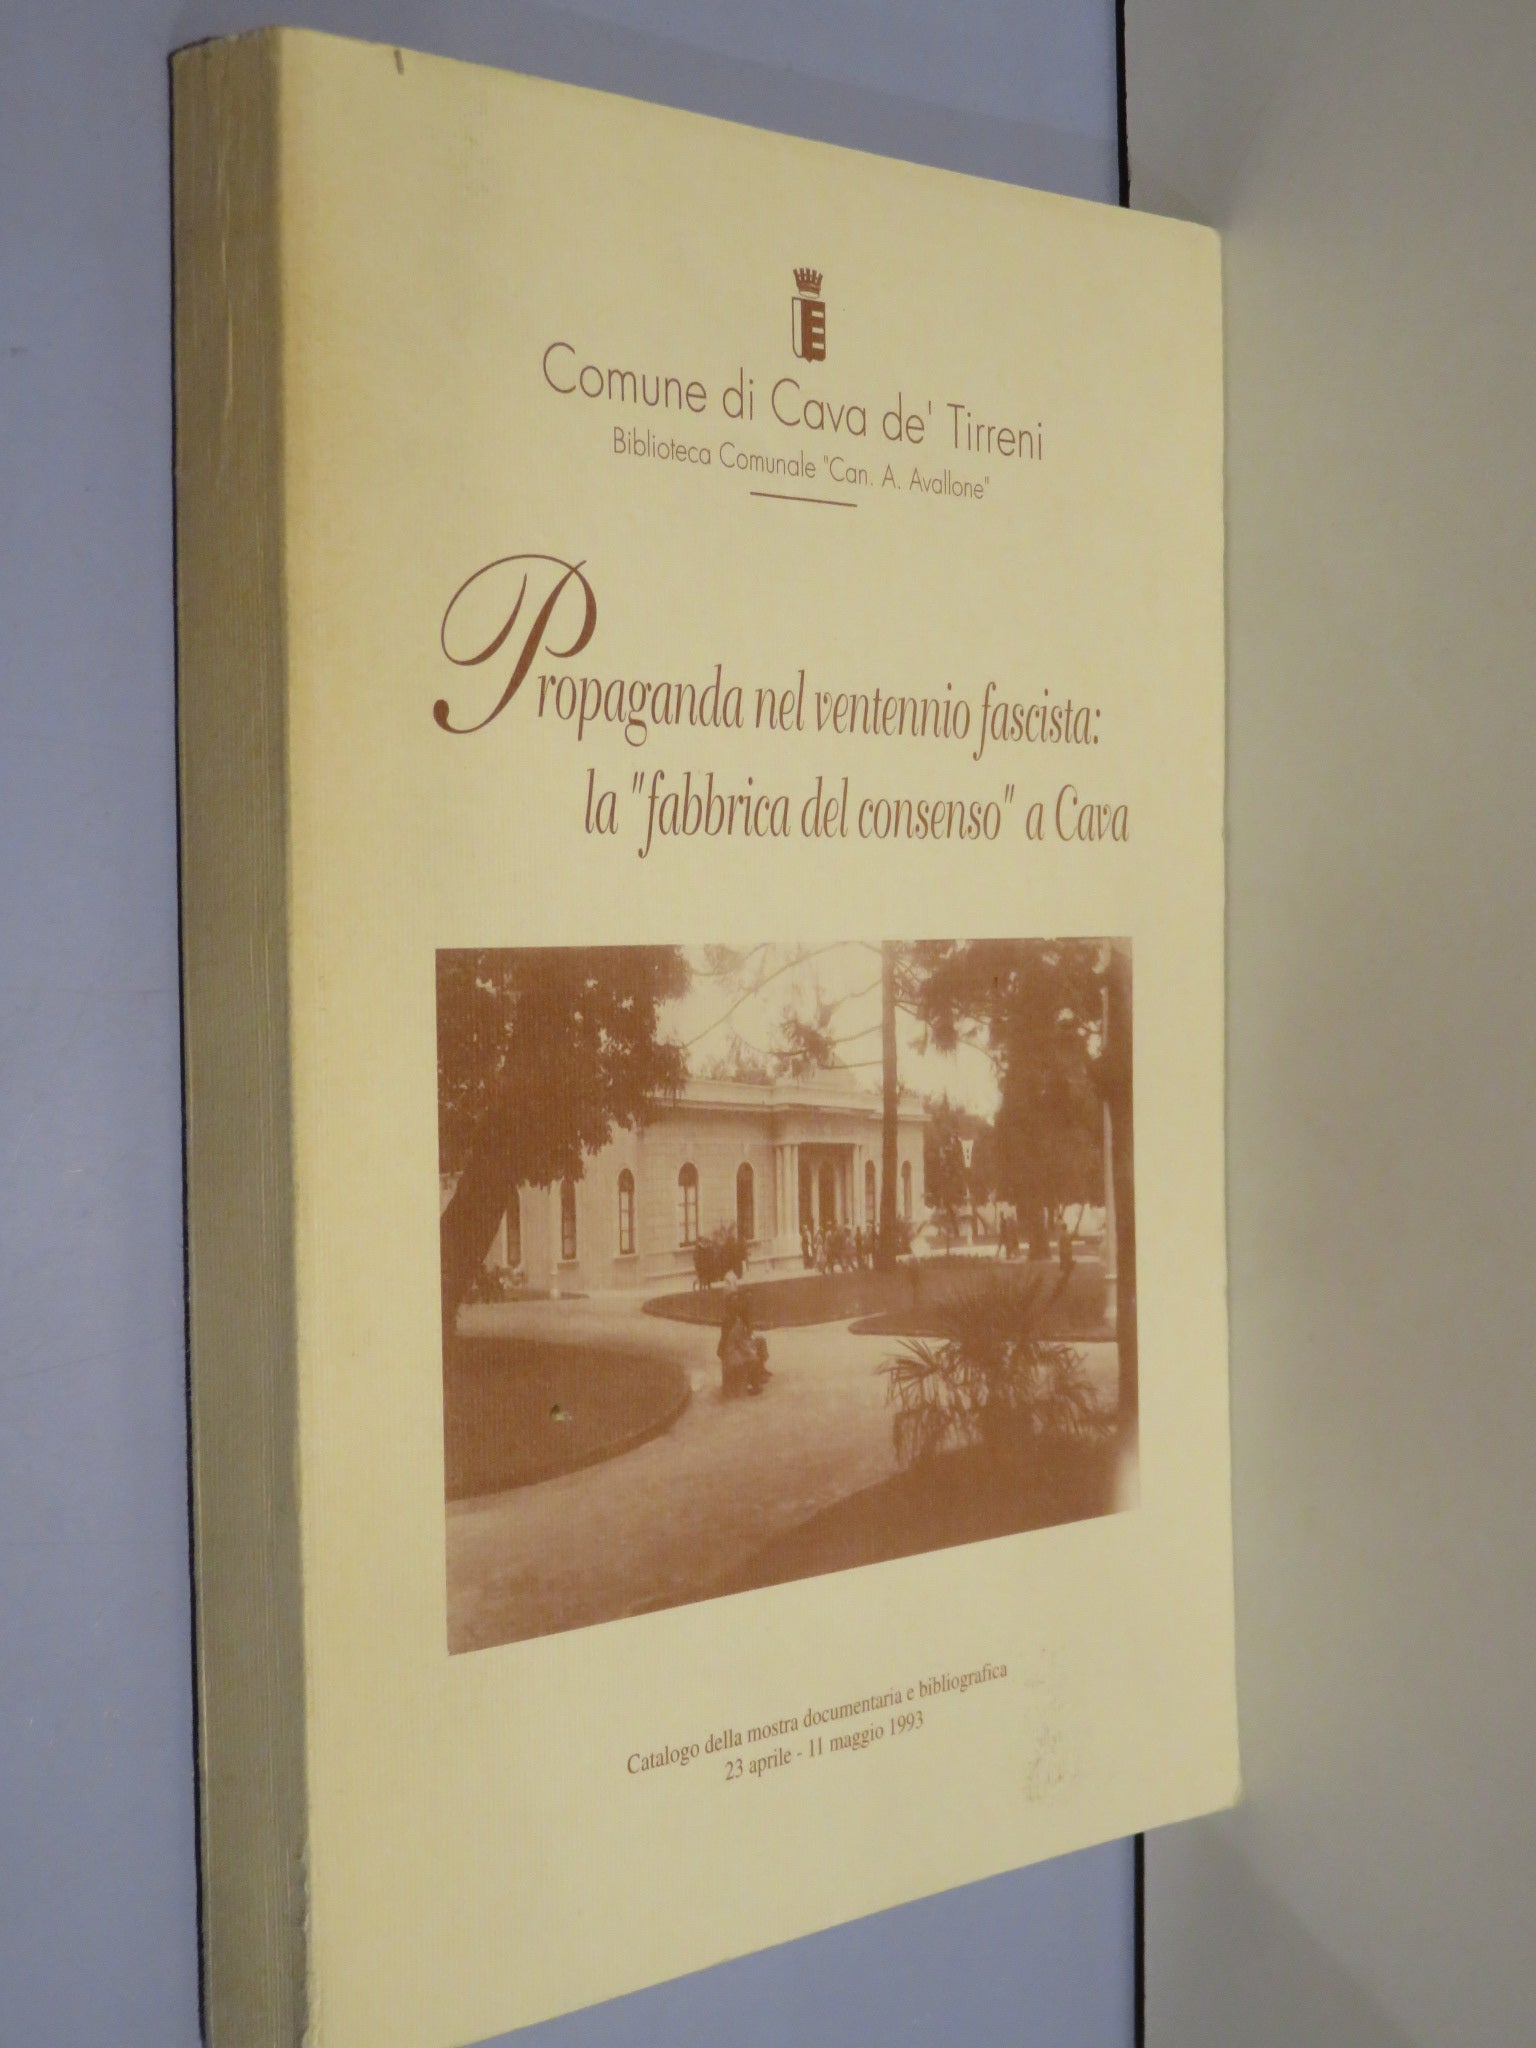 Comune di Cava de' Tirreni
Biblioteca Comunale "Can. A. Avallone"
Propaganda nel ventennio fascista:
la "fabbrica del consenso" a Cava
Catalogo della mostra documentaria e bibliografica
23 aprile - 11 maggio 1993